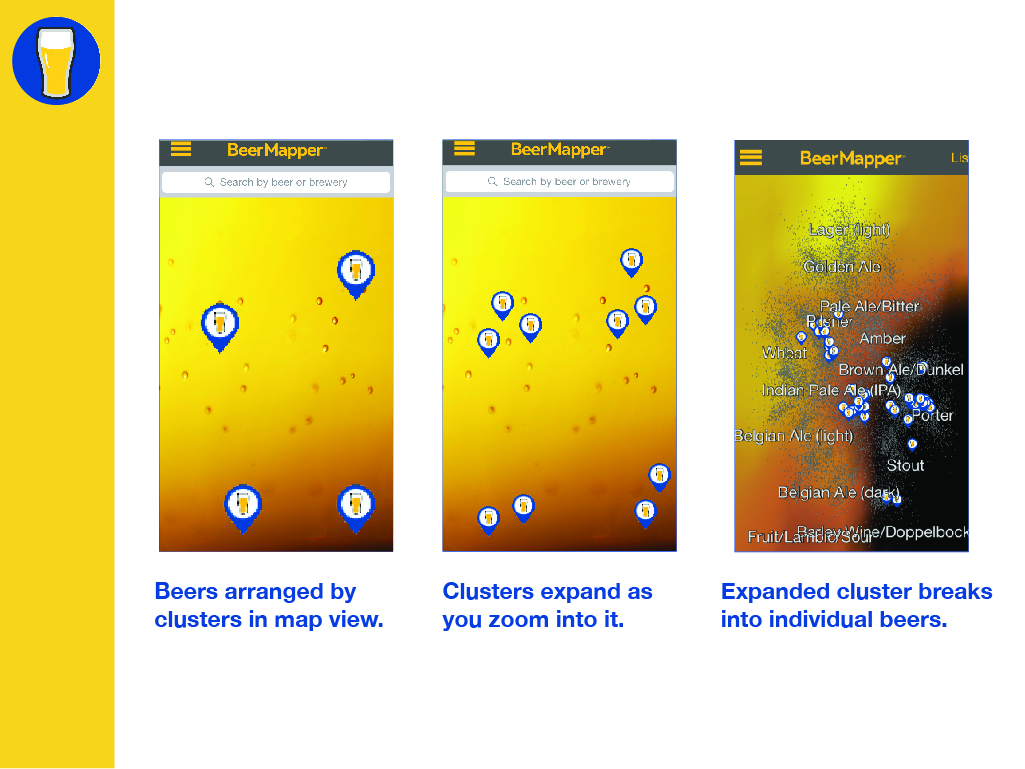 BeerMapper™
Search by beer or brewery
BeerMapper™
Search by beer or brewery
BeerMapper™
Lis
Lager (light)
Golden Ale
Pale Ale/Bitter
Pilsner
Amber
Wheat
Brown Ale/Dunkel
Indian Pale Ale (IPA)
Porter
Belgian Ale (light)
Stout
Belgian Ale (dark)
Barley Wine/Doppelbock
Fruit/Lambic/Sour
Beers arranged by
clusters in map view.
Clusters expand as
you zoom into it.
Expanded cluster breaks
into individual beers.